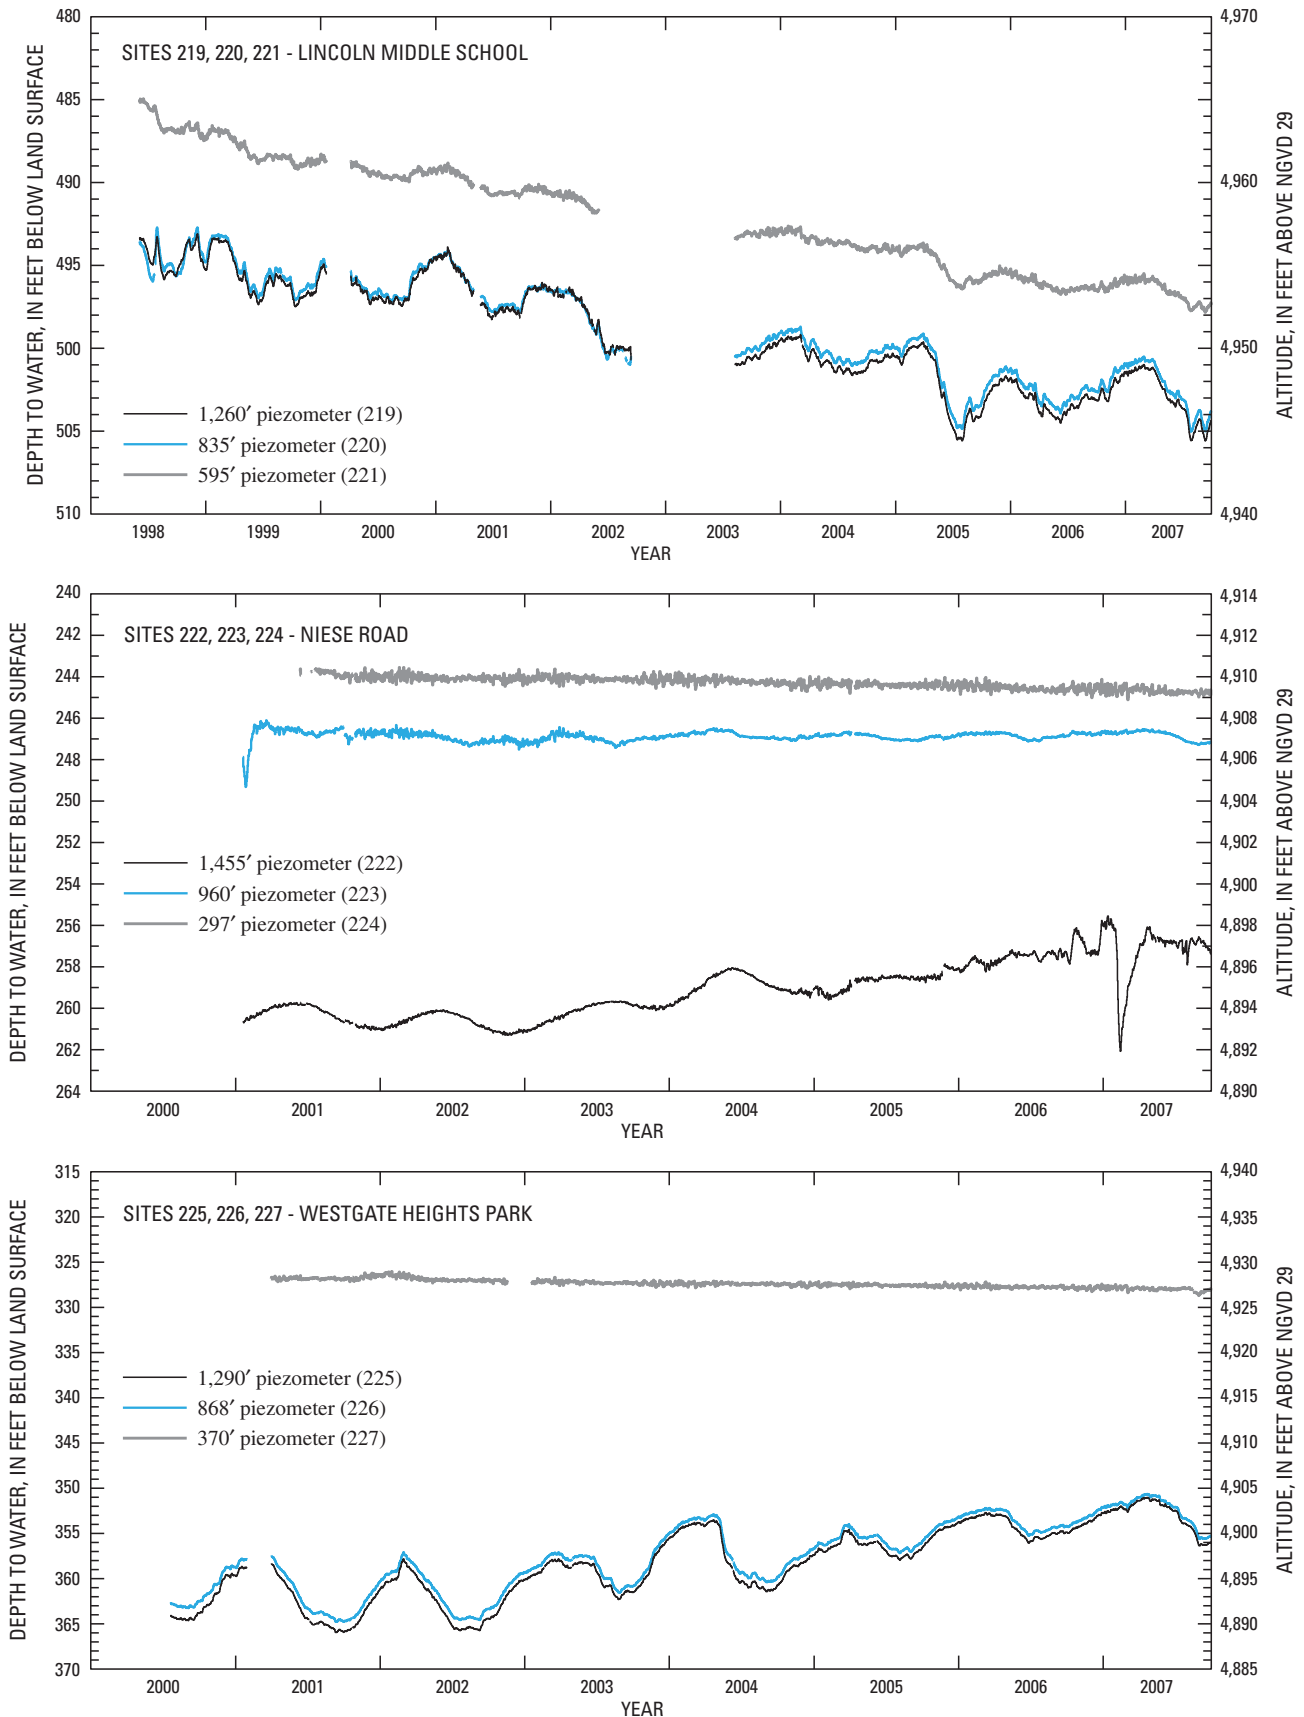 SITES 219, 220, 221 - LINCOLN MIDDLE SCHOOL
DEPTH TO WATER, IN FEET BELOW LAND SURFACE
480
485
490
495
500
505
510
1,260′ piezometer (219)
835′ piezometer (220)
595′ piezometer (221)
4,970
4,960
4,950
4,940
ALTITUDE, IN FEET ABOVE NGVD 29
1998 1999 2000 2001 2002 2003 2004 2005 2006 2007
YEAR
SITES 222, 223, 224 - NIESE ROAD
DEPTH TO WATER, IN FEET BELOW LAND SURFACE
240
242
244
246
248
250
252
254
256
258
260
262
264
1,455′ piezometer (222)
960′ piezometer (223)
297′ piezometer (224)
4,914
4,912
4,910
4,908
4,906
4,904
4,902
4,900
4,898
4,896
4,894
4,892
4,890
ALTITUDE, IN FEET ABOVE NGVD 29
2000 2001 2002 2003 2004 2005 2006 2007
YEAR
SITES 225, 226, 227 - WESTGATE HEIGHTS PARK
DEPTH TO WATER, IN FEET BELOW LAND SURFACE
315
320
325
330
335
340
345
350
355
360
365
370
1,290′ piezometer (225)
868′ piezometer (226)
370′ piezometer (227)
4,940
4,935
4,930
4,925
4,920
4,915
4,910
4,905
4,900
4,895
4,890
4,885
ALTITUDE, IN FEET ABOVE NGVD 29
2000 2001 2002 2003 2004 2005 2006 2007
YEAR